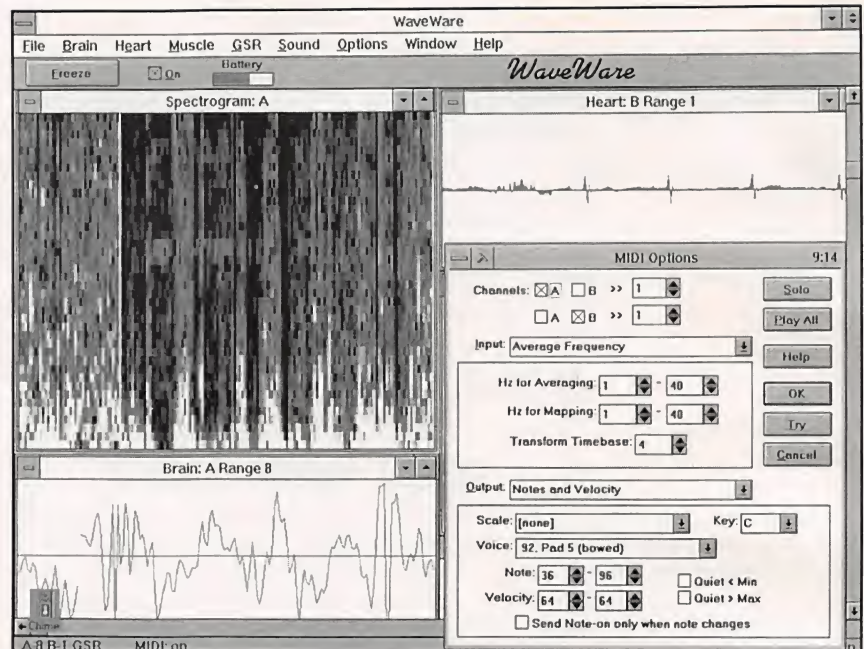 WaveWare
File Brain Heart Muscle GSR Sound Options Window Help
Freeze On Battery WaveWare
Spectrogram: A
Heart: B Range 1
MIDI Options 9:14
Channels: A B >> 1 Solo
A B >> 1 Play All
Input: Average Frequency
Help
Hz for Averaging: 1 - 40
OK
Hz for Mapping: 1 - 40
Try
Transform Timebase: 4
Cancel
Brain: A Range 8
Output: Notes and Velocity
Scale: [none] Key: C
Voice: 92, Pad 5 (bowed)
Note: 36 - 96 Quiet < Min
Velocity: 64 - 64 Quiet > Max
Send Note-on only when note changes
A-8 B-1 GSR MIDI: on